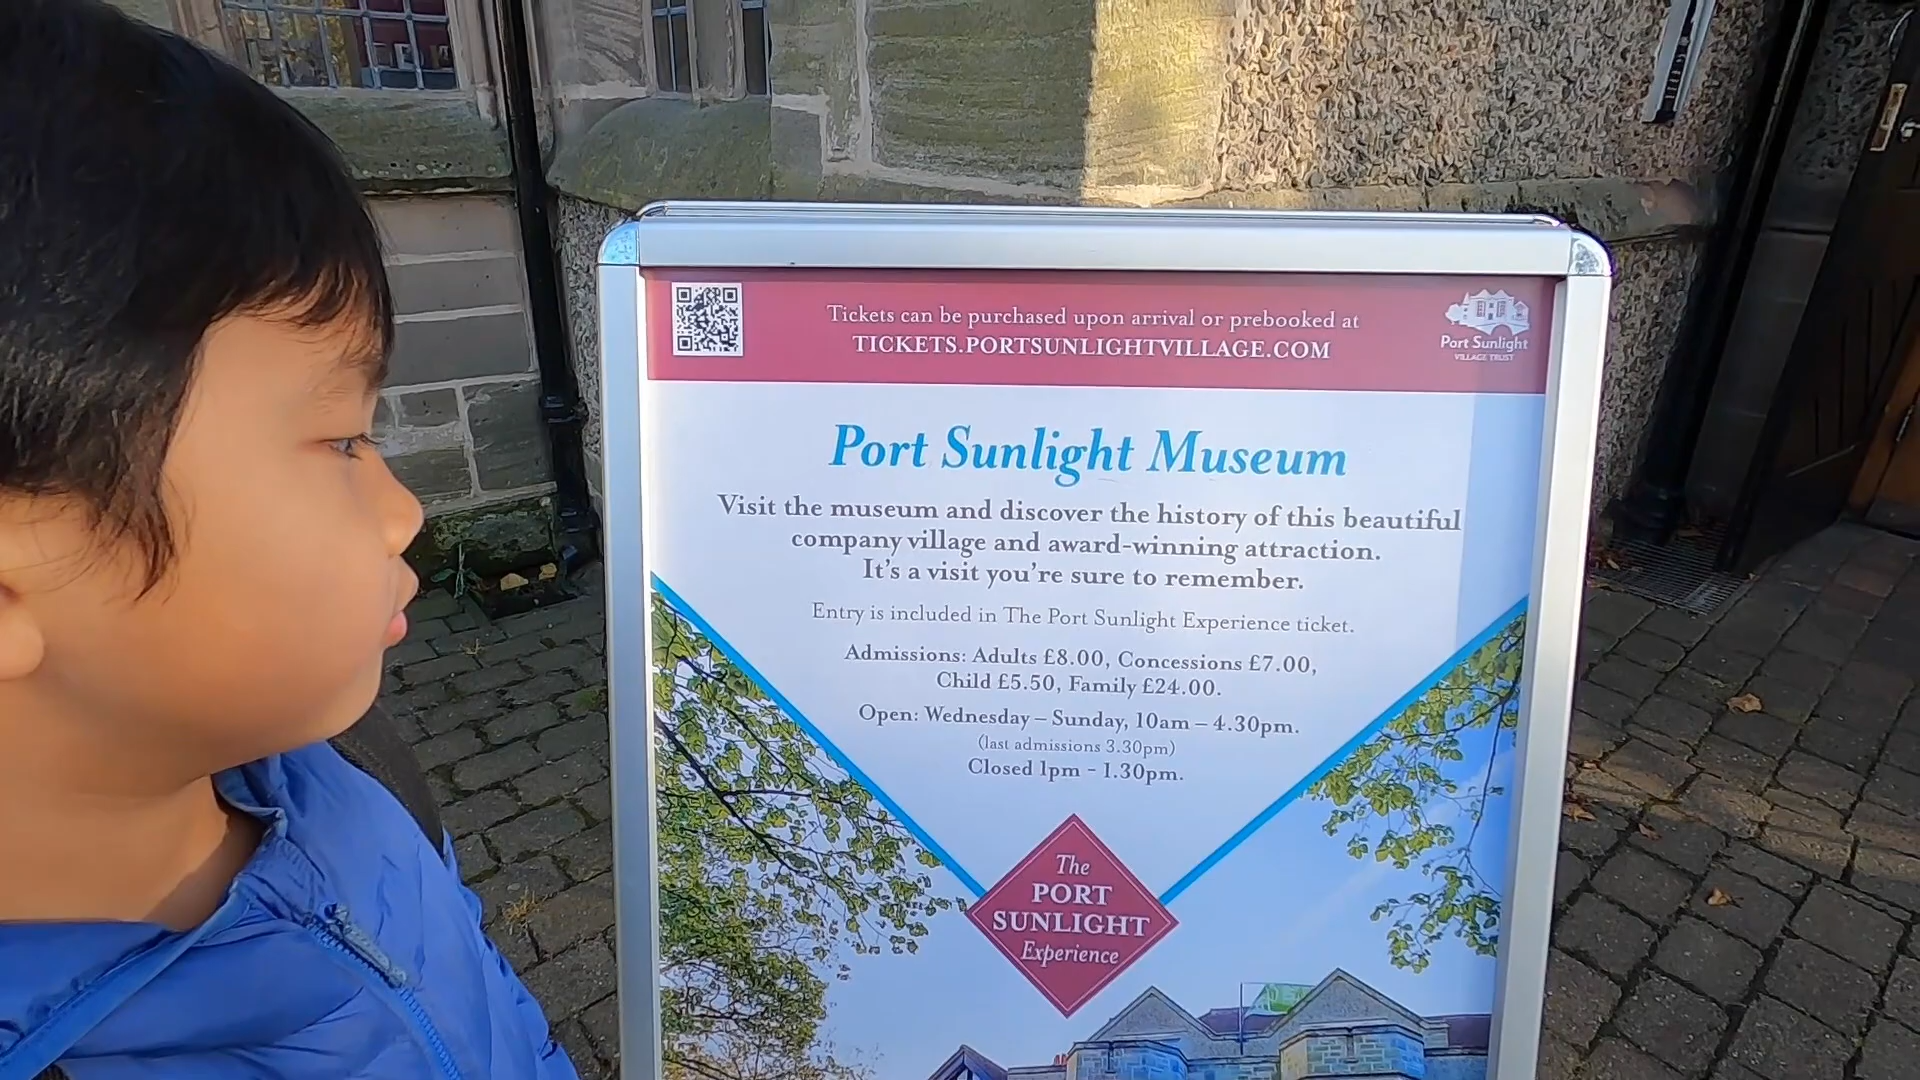 Tickets can be purchased upon arrival or prebooked at
TICKETS.PORTSUNLIGHTVILLAGE.COM
Port Sunlight
VILLAGE TRUST
Port Sunlight Museum
Visit the museum and discover the history of this beautiful
company village and award-winning attraction.
It's a visit you're sure to remember.
Entry is included in The Port Sunlight Experience ticket.
Admissions: Adults £8.00, Concessions £7.00,
Child £5.50, Family £24.00.
Open: Wednesday – Sunday, 10am – 4.30pm.
(last admissions 3.30pm)
Closed 1pm - 1.30pm.
The
PORT
SUNLIGHT
Experience